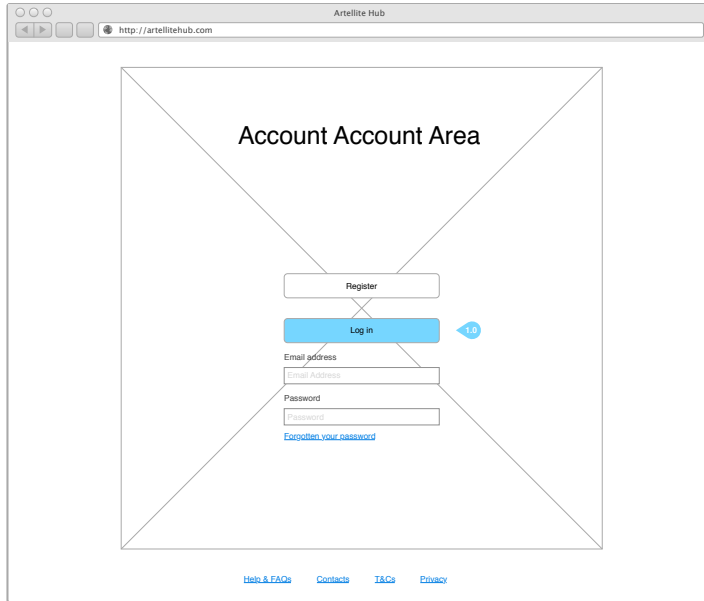 Artellite Hub
http://artellitehub.com
Account Account Area
Register
Log in
1.0
Email address
Email Address
Password
Password
Forgotten your password
Help & FAQs Contacts T&Cs Privacy